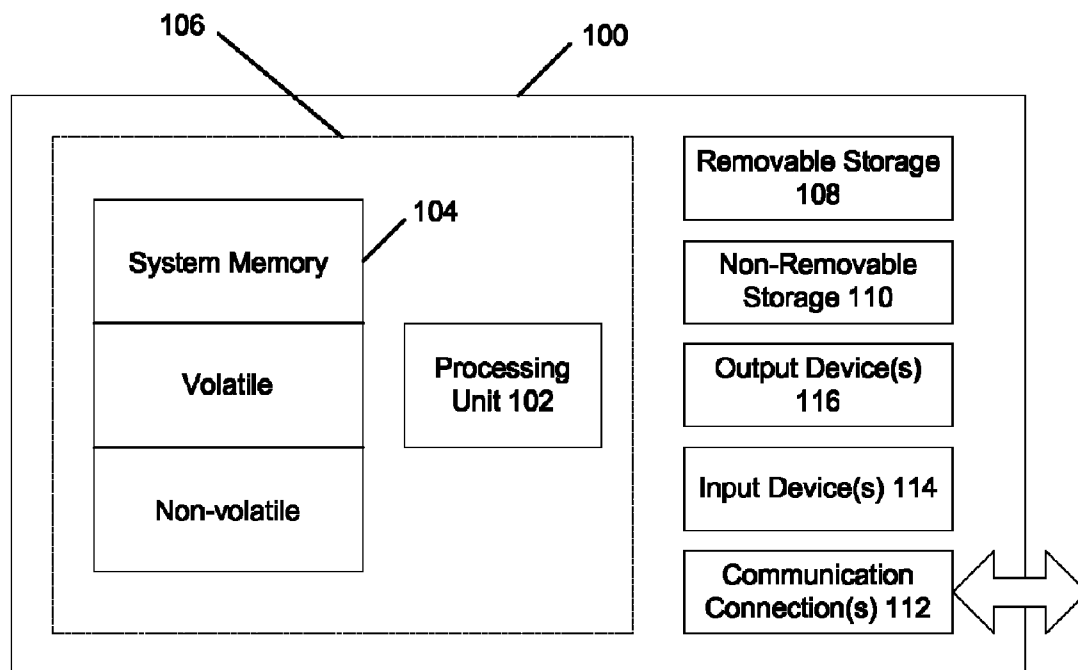 106
100
104
System Memory
Volatile
Non-volatile
Processing
Unit 102
Removable Storage
108
Non-Removable
Storage 110
Output Device(s)
116
Input Device(s) 114
Communication
Connection(s) 112